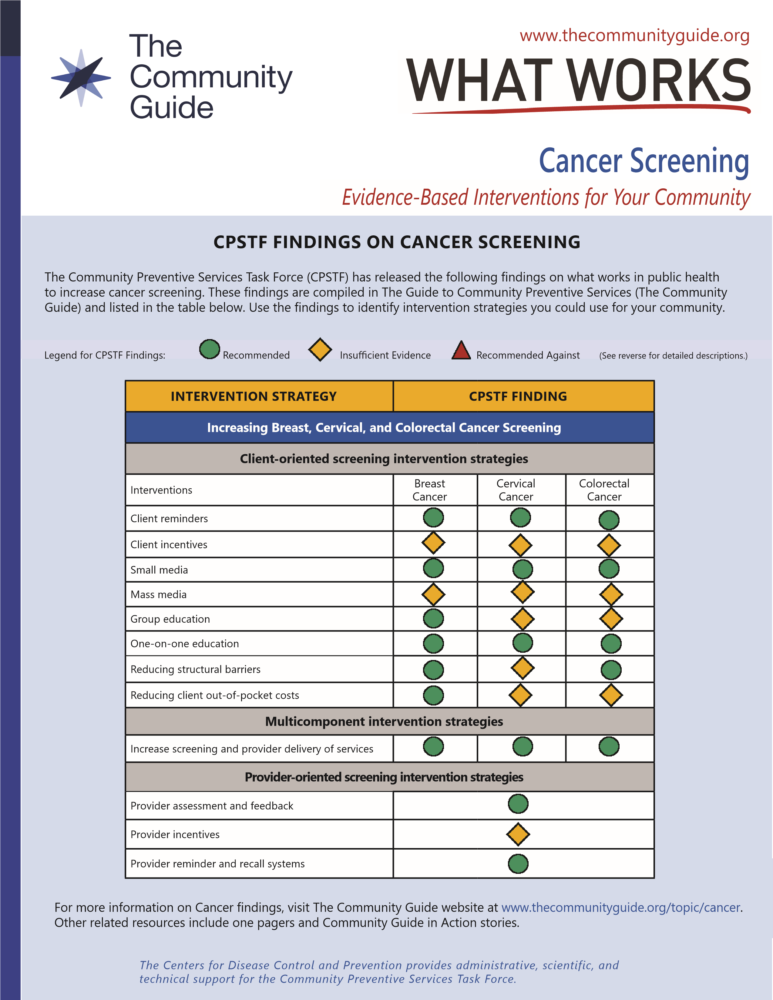 The
Community
Guide
www.thecommunityguide.org
WHAT WORKS
Cancer Screening
Evidence-Based Interventions for Your Community
CPSTF FINDINGS ON CANCER SCREENING
The Community Preventive Services Task Force (CPSTF) has released the following findings on what works in public health
to increase cancer screening. These findings are compiled in The Guide to Community Preventive Services (The Community
Guide) and listed in the table below. Use the findings to identify intervention strategies you could use for your community.
Legend for CPSTF Findings: Recommended Insufficient Evidence Recommended Against (See reverse for detailed descriptions.)
INTERVENTION STRATEGY CPSTF FINDING
Increasing Breast, Cervical, and Colorectal Cancer Screening
Client-oriented screening intervention strategies
Interventions
Breast
Cancer
Cervical
Cancer
Colorectal
Cancer
Client reminders
Client incentives
Small media
Mass media
Group education
One-on-one education
Reducing structural barriers
Reducing client out-of-pocket costs
Multicomponent intervention strategies
Increase screening and provider delivery of services
Provider-oriented screening intervention strategies
Provider assessment and feedback
Provider incentives
Provider reminder and recall systems
For more information on Cancer findings, visit The Community Guide website at www.thecommunityguide.org/topic/cancer.
Other related resources include one pagers and Community Guide in Action stories.
The Centers for Disease Control and Prevention provides administrative, scientific, and
technical support for the Community Preventive Services Task Force.